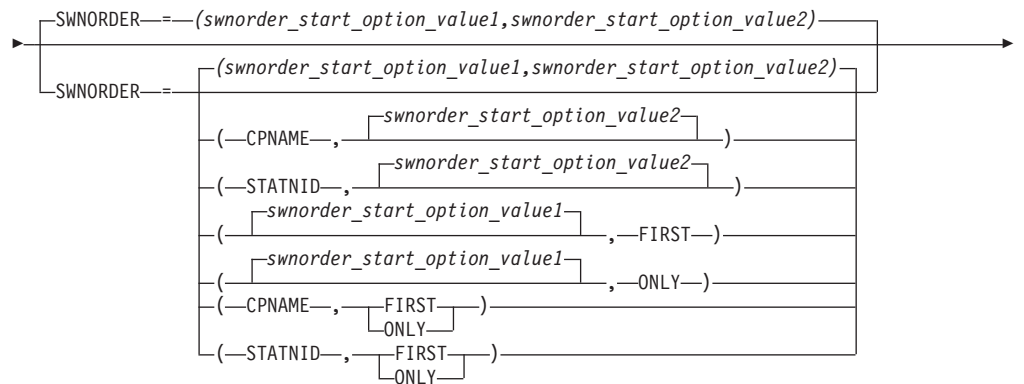 SWNORDER = (swnorder_start_option_value1,swnorder_start_option_value2)
(swnorder_start_option_value1,swnorder_start_option_value2)
SWNORDER =
swnorder_start_option_value2
( CPNAME , )
swnorder_start_option_value2
( STATNID , )
swnorder_start_option_value1
( , FIRST )
swnorder_start_option_value1
( , ONLY )
( CPNAME , FIRST )
ONLY
( STATNID , FIRST )
ONLY